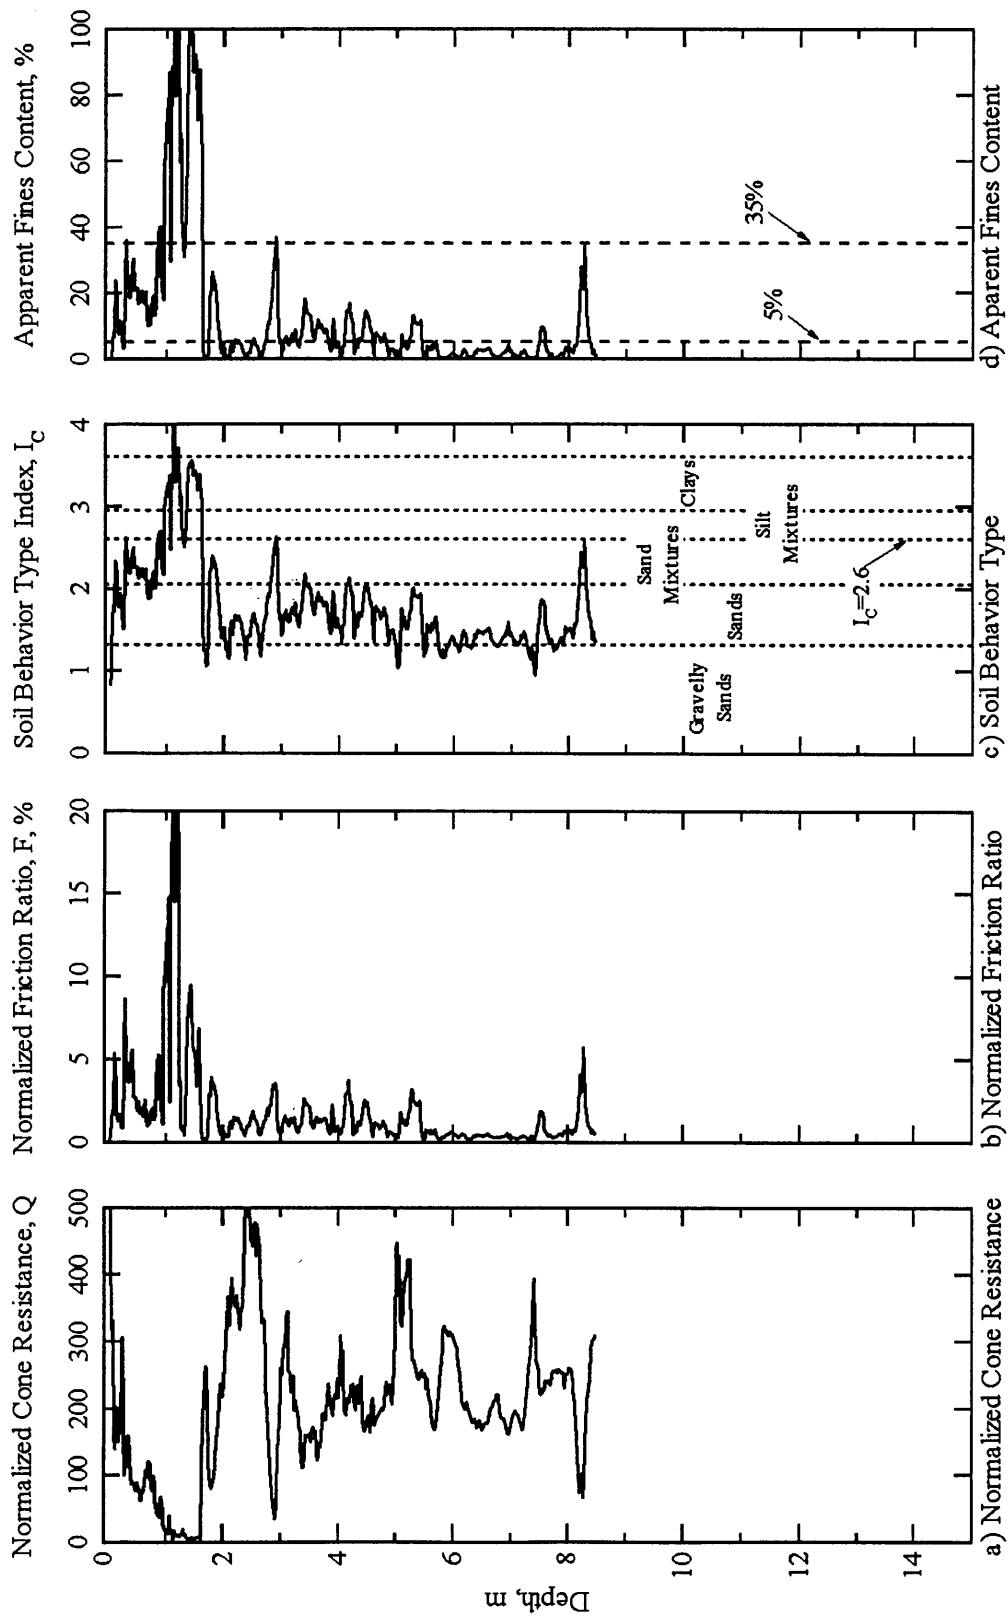 Normalized Cone Resistance, Q
0 100 200 300 400 500
Depth, m
0
2
4
6
8
10
12
14
a) Normalized Cone Resistance
Normalized Friction Ratio, F, %
0 5 10 15 20
b) Normalized Friction Ratio
Soil Behavior Type Index, I_C
0 1 2 3 4
Gravelly
Sands
Sands
Sand
Mixtures
Silt
Mixtures
Clays
I_C=2.6
c) Soil Behavior Type
Apparent Fines Content, %
0 20 40 60 80 100
5%
35%
d) Apparent Fines Content